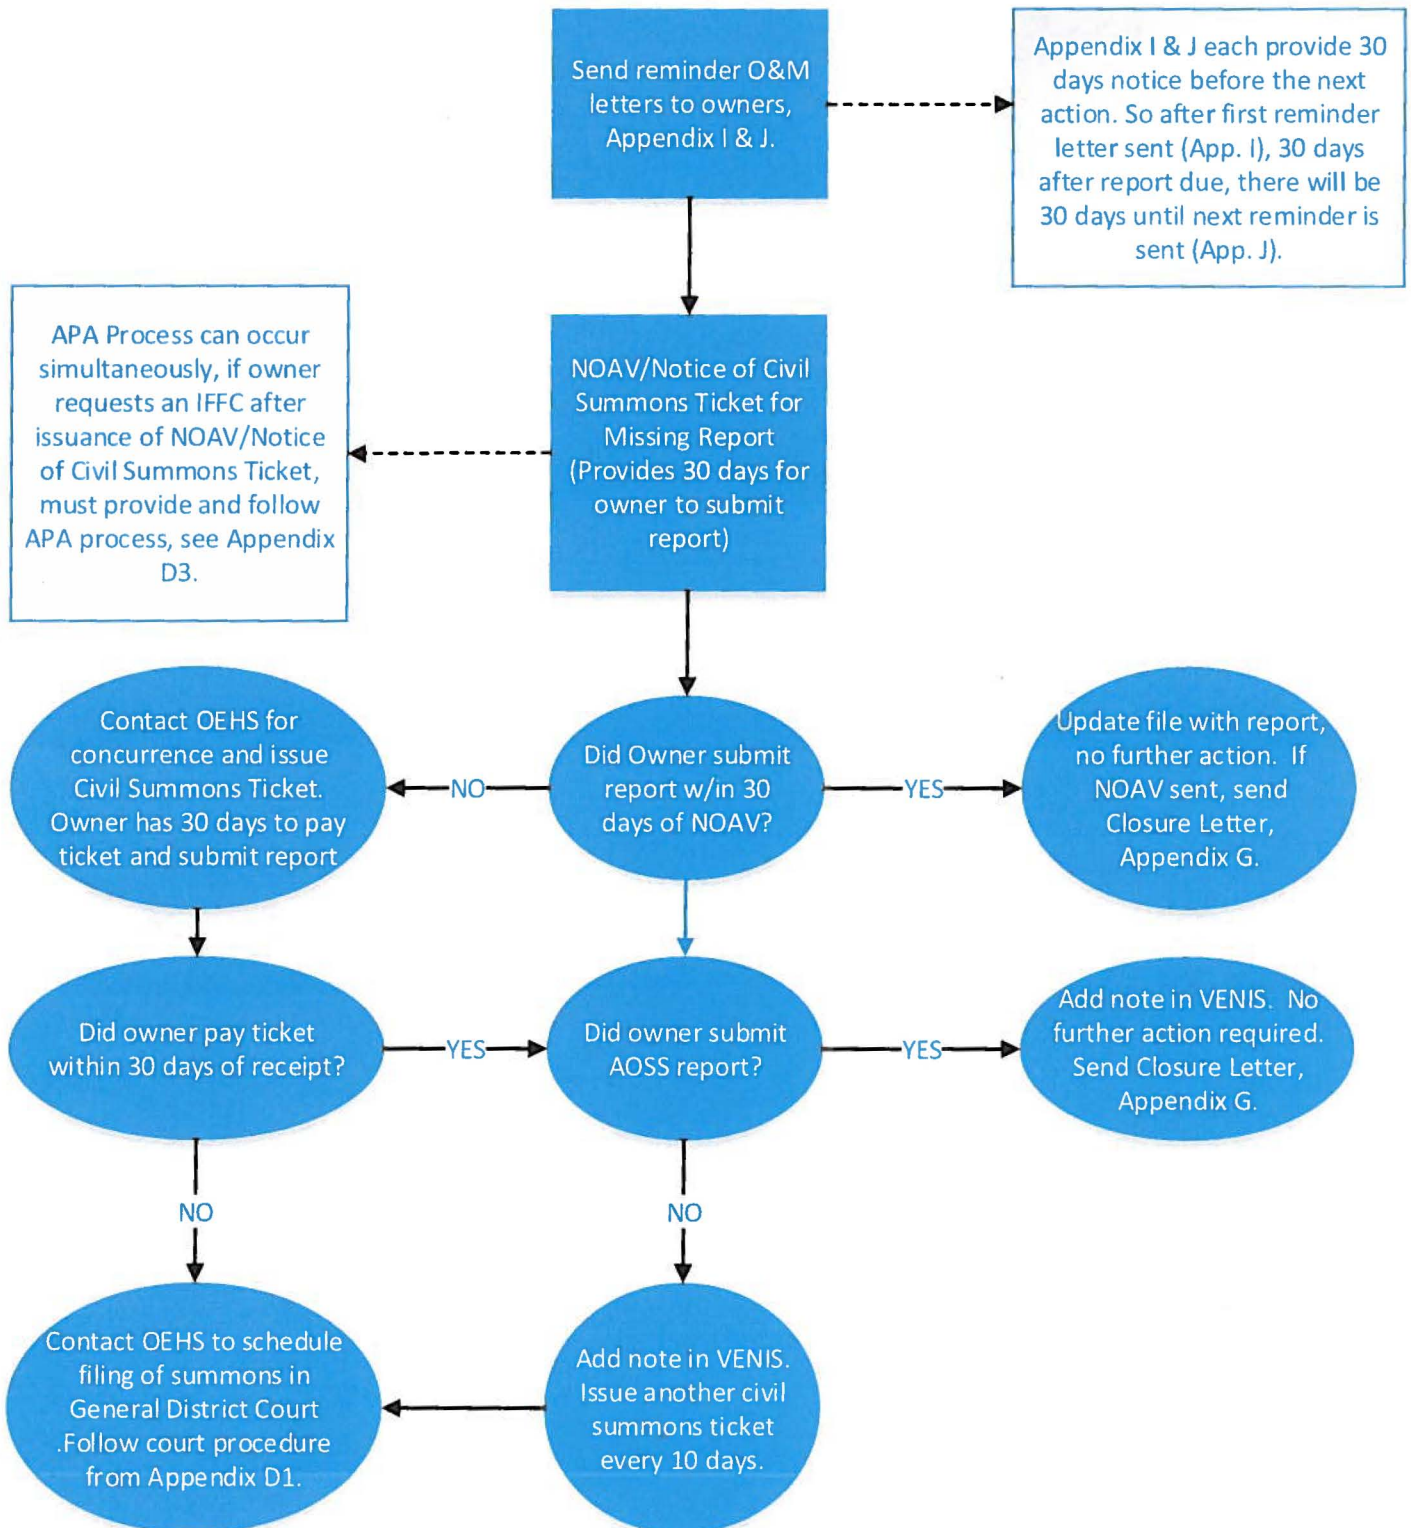 Send reminder O&M
letters to owners,
Appendix I & J.
Appendix I & J each provide 30
days notice before the next
action. So after first reminder
letter sent (App. I), 30 days
after report due, there will be
30 days until next reminder is
sent (App. J).
APA Process can occur
simultaneously, if owner
requests an IFFC after
issuance of NOAV/Notice
of Civil Summons Ticket,
must provide and follow
APA process, see Appendix
D3.
NOAV/Notice of Civil
Summons Ticket for
Missing Report
(Provides 30 days for
owner to submit
report)
Contact OEHS for
concurrence and issue
Civil Summons Ticket.
Owner has 30 days to pay
ticket and submit report
NO
Did Owner submit
report w/in 30
days of NOAV?
YES
Update file with report,
no further action. If
NOAV sent, send
Closure Letter,
Appendix G.
Did owner pay ticket
within 30 days of receipt?
YES
Did owner submit
AOSS report?
YES
Add note in VENIS. No
further action required.
Send Closure Letter,
Appendix G.
NO
NO
Contact OEHS to schedule
filing of summons in
General District Court
.Follow court procedure
from Appendix D1.
Add note in VENIS.
Issue another civil
summons ticket
every 10 days.